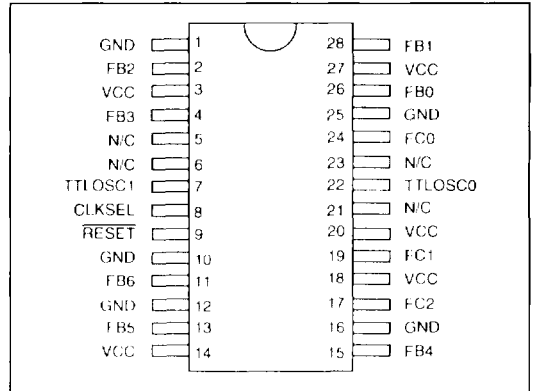 GND 1 28 FB1
FB2 2 27 VCC
VCC 3 26 FB0
FB3 4 25 GND
N/C 5 24 FC0
N/C 6 23 N/C
TTLOSC1 7 22 TTLOSC0
CLKSEL 8 21 N/C
RESET 9 20 VCC
GND 10 19 FC1
FB6 11 18 VCC
GND 12 17 FC2
FB5 13 16 GND
VCC 14 15 FB4